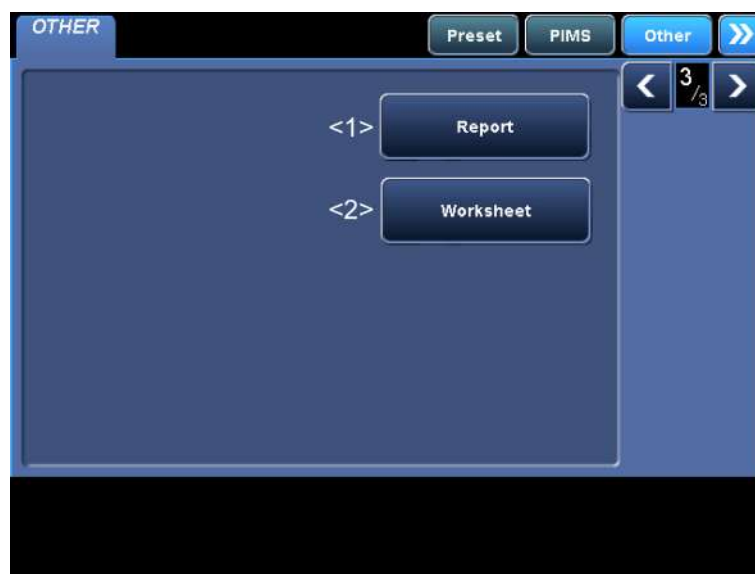 OTHER Preset PIMS Other »
< 3/3 >
<1> Report
<2> Worksheet